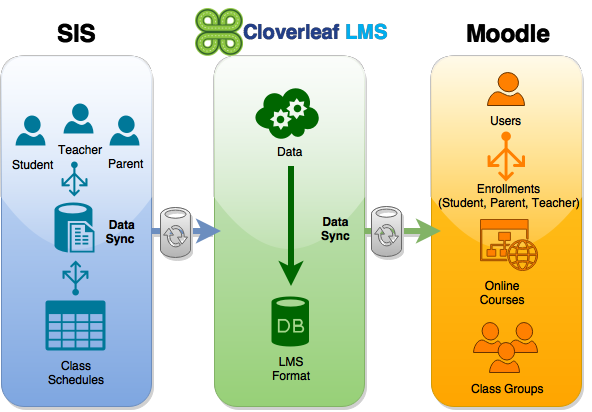 SIS
Student
Teacher
Parent
Data
Sync
Class
Schedules
Cloverleaf LMS
Data
Data
Sync
DB
LMS
Format
Moodle
Users
Enrollments
(Student, Parent, Teacher)
Online
Courses
Class Groups